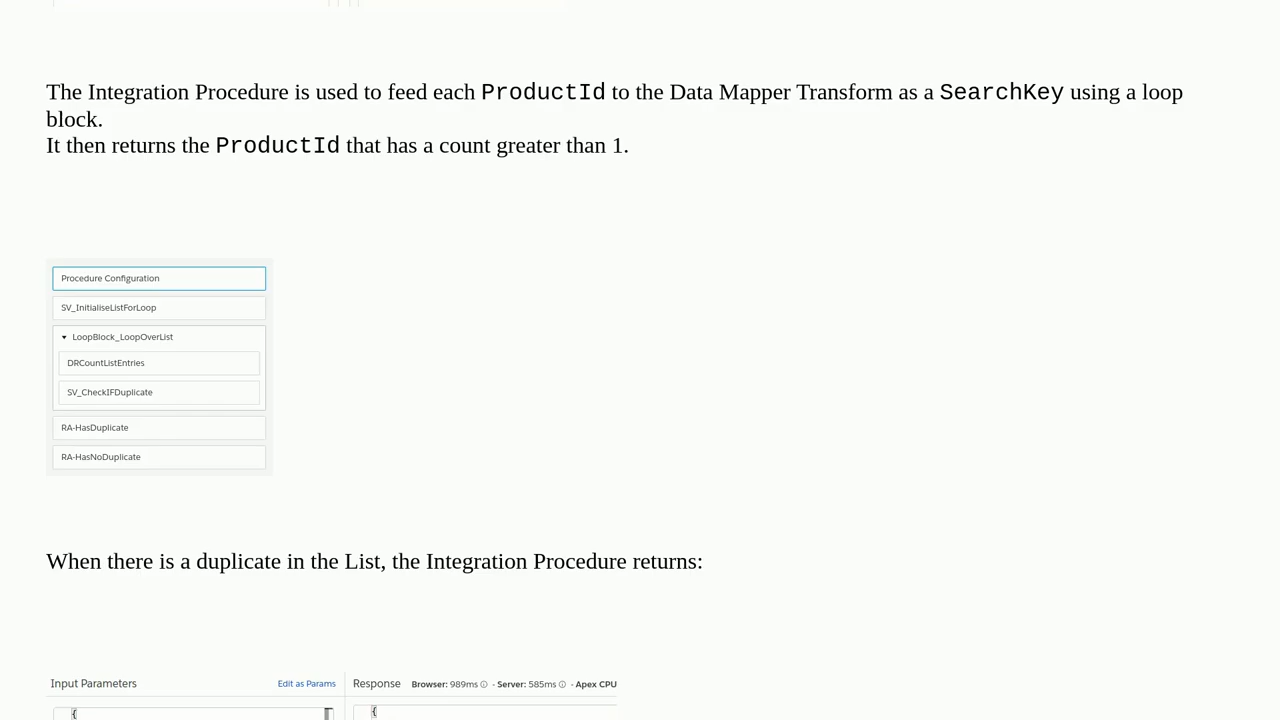 The Integration Procedure is used to feed each ProductId to the Data Mapper Transform as a SearchKey using a loop
block.
It then returns the ProductId that has a count greater than 1.
Procedure Configuration
SV_InitialiseListForLoop
LoopBlock_LoopOverList
DRCountListEntries
SV_CheckIFDuplicate
RA-HasDuplicate
RA-HasNoDuplicate
When there is a duplicate in the List, the Integration Procedure returns:
Input Parameters Edit as Params Response Browser: 989ms - Server: 585ms - Apex CPU
{ {